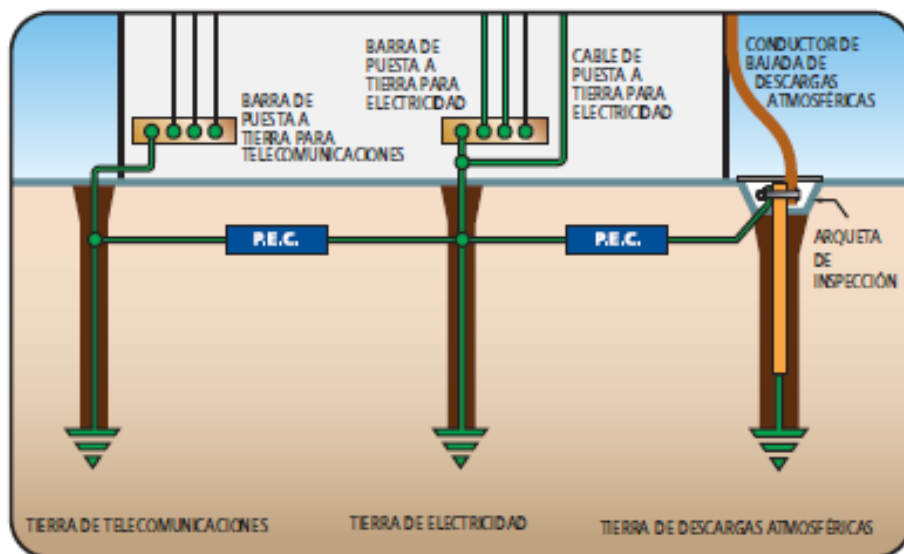 BARRA DE
PUESTA A
TIERRA PARA
TELECOMUNICACIONES
BARRA DE
PUESTA A
TIERRA PARA
ELECTRICIDAD
CABLE DE
PUESTA A
TIERRA PARA
ELECTRICIDAD
CONDUCTOR DE
BAJADA DE
DESCARGAS
ATMOSFÉRICAS
P.E.C.
P.E.C.
ARQUETA
DE
INSPECCIÓN
TIERRA DE TELECOMUNICACIONES
TIERRA DE ELECTRICIDAD
TIERRA DE DESCARGAS ATMOSFÉRICAS